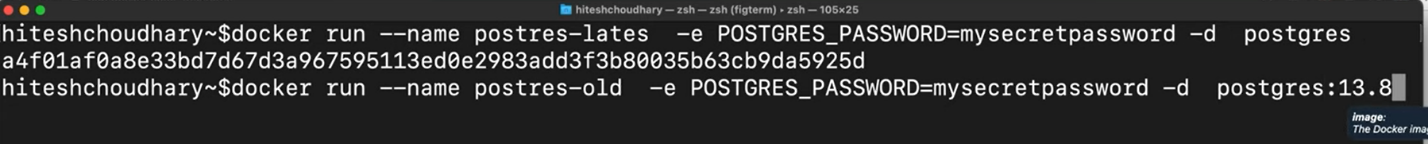 hiteshchoudhary — zsh — zsh (figterm) ▸ zsh — 105×25
hiteshchoudhary~$docker run --name postres-lates  -e POSTGRES_PASSWORD=mysecretpassword -d  postgres
a4f01af0a8e33bd7d67d3a967595113ed0e2983add3f3b80035b63cb9da5925d
hiteshchoudhary~$docker run --name postres-old  -e POSTGRES_PASSWORD=mysecretpassword -d  postgres:13.8
image:
The Docker ima